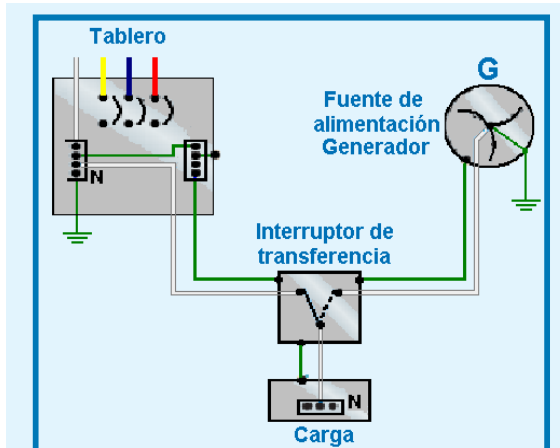 Tablero
G
Fuente de
alimentación
Generador
N
Interruptor de
transferencia
N
Carga